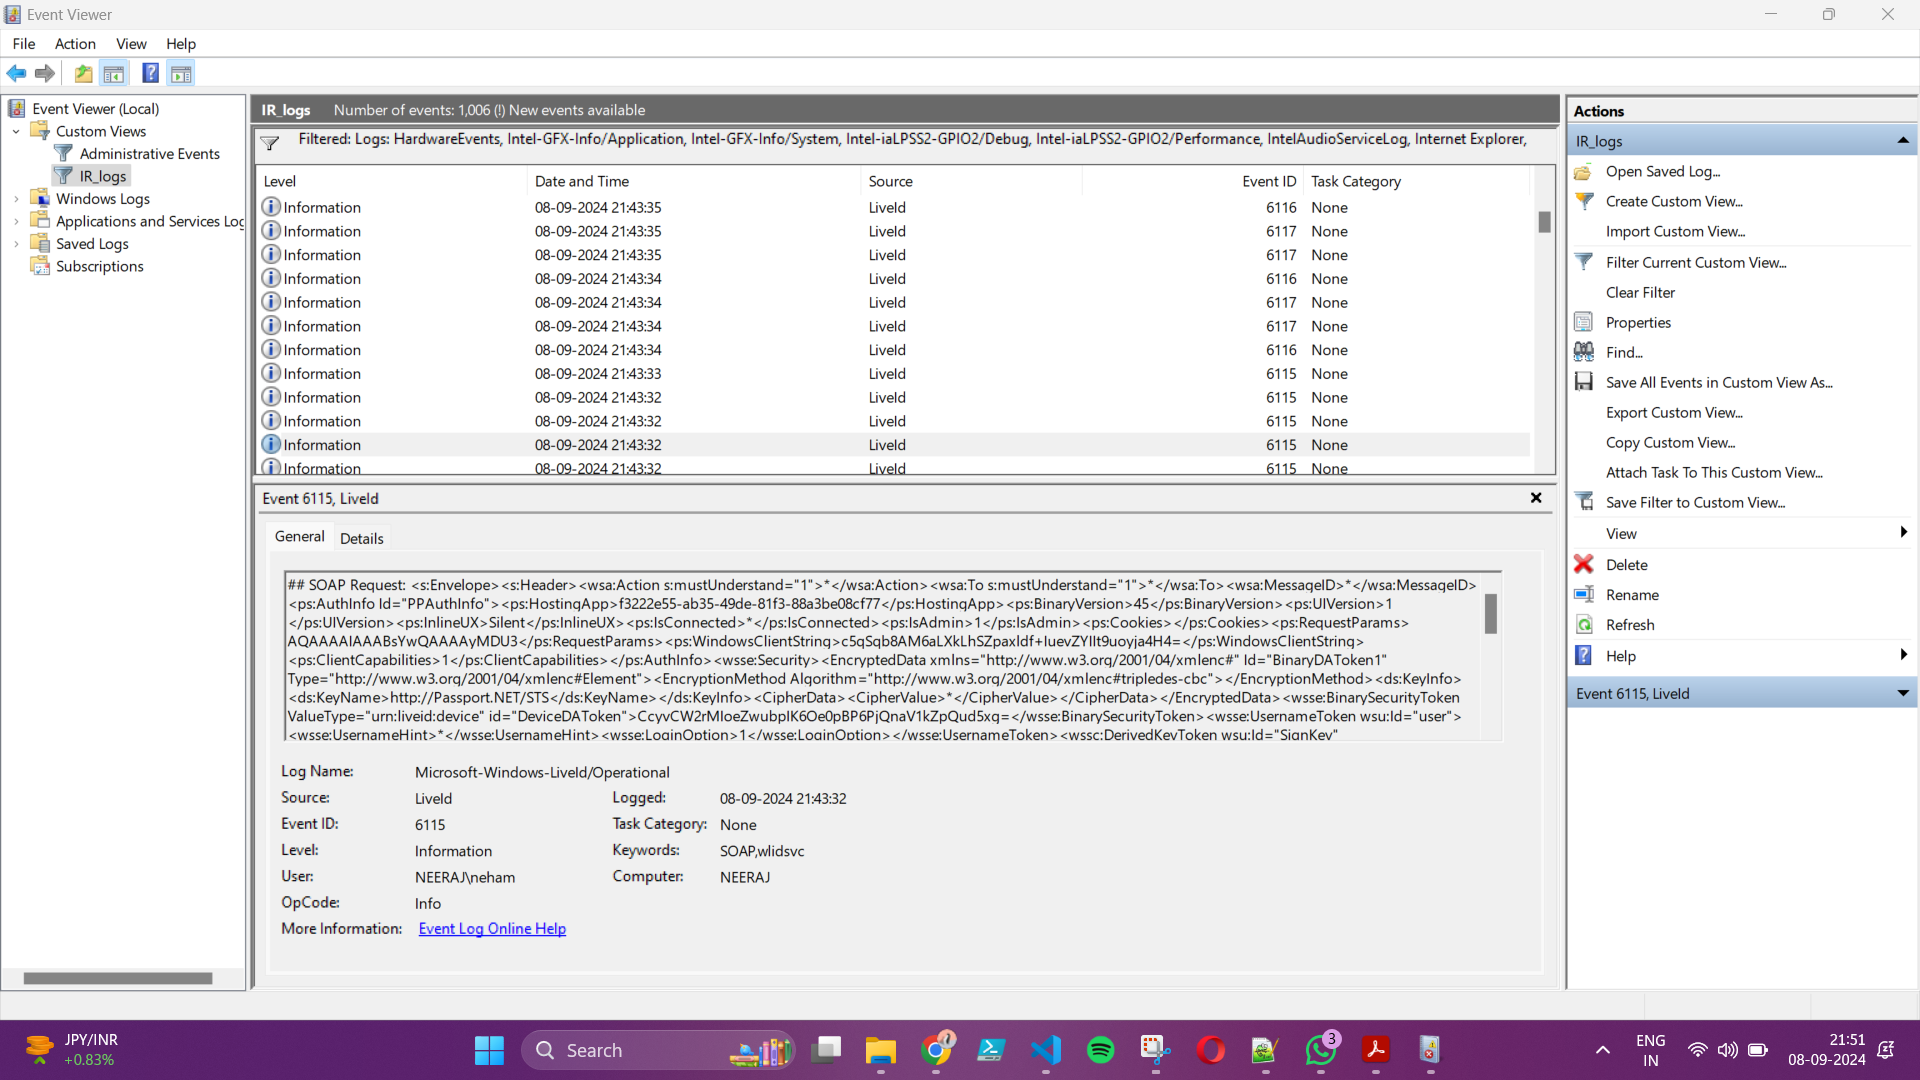 Event Viewer
File Action View Help
Event Viewer (Local)
Custom Views
Administrative Events
IR_logs
Windows Logs
Applications and Services Log
Saved Logs
Subscriptions
IR_logs Number of events: 1,006 (!) New events available
Filtered: Logs: HardwareEvents, Intel-GFX-Info/Application, Intel-GFX-Info/System, Intel-iaLPSS2-GPIO2/Debug, Intel-iaLPSS2-GPIO2/Performance, IntelAudioServiceLog, Internet Explorer,
Level Date and Time Source Event ID Task Category
Information 08-09-2024 21:43:35 LiveId 6116 None
Information 08-09-2024 21:43:35 LiveId 6117 None
Information 08-09-2024 21:43:35 LiveId 6117 None
Information 08-09-2024 21:43:34 LiveId 6116 None
Information 08-09-2024 21:43:34 LiveId 6117 None
Information 08-09-2024 21:43:34 LiveId 6117 None
Information 08-09-2024 21:43:34 LiveId 6116 None
Information 08-09-2024 21:43:33 LiveId 6115 None
Information 08-09-2024 21:43:32 LiveId 6115 None
Information 08-09-2024 21:43:32 LiveId 6115 None
Information 08-09-2024 21:43:32 LiveId 6115 None
Information 08-09-2024 21:43:32 LiveId 6115 None
Event 6115, LiveId
General Details
## SOAP Request: <s:Envelope><s:Header><wsa:Action s:mustUnderstand="1">*</wsa:Action><wsa:To s:mustUnderstand="1">*</wsa:To><wsa:MessageID>*</wsa:MessageID>
<ps:AuthInfo Id="PPAuthInfo"><ps:HostingApp>f3222e55-ab35-49de-81f3-88a3be08cf77</ps:HostingApp><ps:BinaryVersion>45</ps:BinaryVersion><ps:UIVersion>1
</ps:UIVersion><ps:InlineUX>Silent</ps:InlineUX><ps:IsConnected>*</ps:IsConnected><ps:IsAdmin>1</ps:IsAdmin><ps:Cookies></ps:Cookies><ps:RequestParams>
AQAAAAIAAABsYwQAAAAyMDU3</ps:RequestParams><ps:WindowsClientString>c5qSqb8AM6aLXkLhSZpaxIdf+IuevZYIIt9uoyja4H4=</ps:WindowsClientString>
<ps:ClientCapabilities>1</ps:ClientCapabilities></ps:AuthInfo><wsse:Security><EncryptedData xmlns="http://www.w3.org/2001/04/xmlenc#" Id="BinaryDAToken1"
Type="http://www.w3.org/2001/04/xmlenc#Element"><EncryptionMethod Algorithm="http://www.w3.org/2001/04/xmlenc#tripledes-cbc"></EncryptionMethod><ds:KeyInfo>
<ds:KeyName>http://Passport.NET/STS</ds:KeyName></ds:KeyInfo><CipherData><CipherValue>*</CipherValue></CipherData></EncryptedData><wsse:BinarySecurityToken
ValueType="urn:liveid:device" id="DeviceDAToken">CcyvCW2rMIoeZwubpIK6Oe0pBP6PjQnaV1kZpQud5xg=</wsse:BinarySecurityToken><wsse:UsernameToken wsu:Id="user">
<wsse:UsernameHint>*</wsse:UsernameHint><wsse:LoginOption>1</wsse:LoginOption></wsse:UsernameToken><wssc:DerivedKeyToken wsu:Id="SignKey"
Log Name: Microsoft-Windows-LiveId/Operational
Source: LiveId Logged: 08-09-2024 21:43:32
Event ID: 6115 Task Category: None
Level: Information Keywords: SOAP,wlidsvc
User: NEERAJ\neham Computer: NEERAJ
OpCode: Info
More Information: Event Log Online Help
Actions
IR_logs
Open Saved Log...
Create Custom View...
Import Custom View...
Filter Current Custom View...
Clear Filter
Properties
Find...
Save All Events in Custom View As...
Export Custom View...
Copy Custom View...
Attach Task To This Custom View...
Save Filter to Custom View...
View
Delete
Rename
Refresh
Help
Event 6115, LiveId
JPY/INR
+0.83%
Search
3
ENG
IN
21:51
08-09-2024